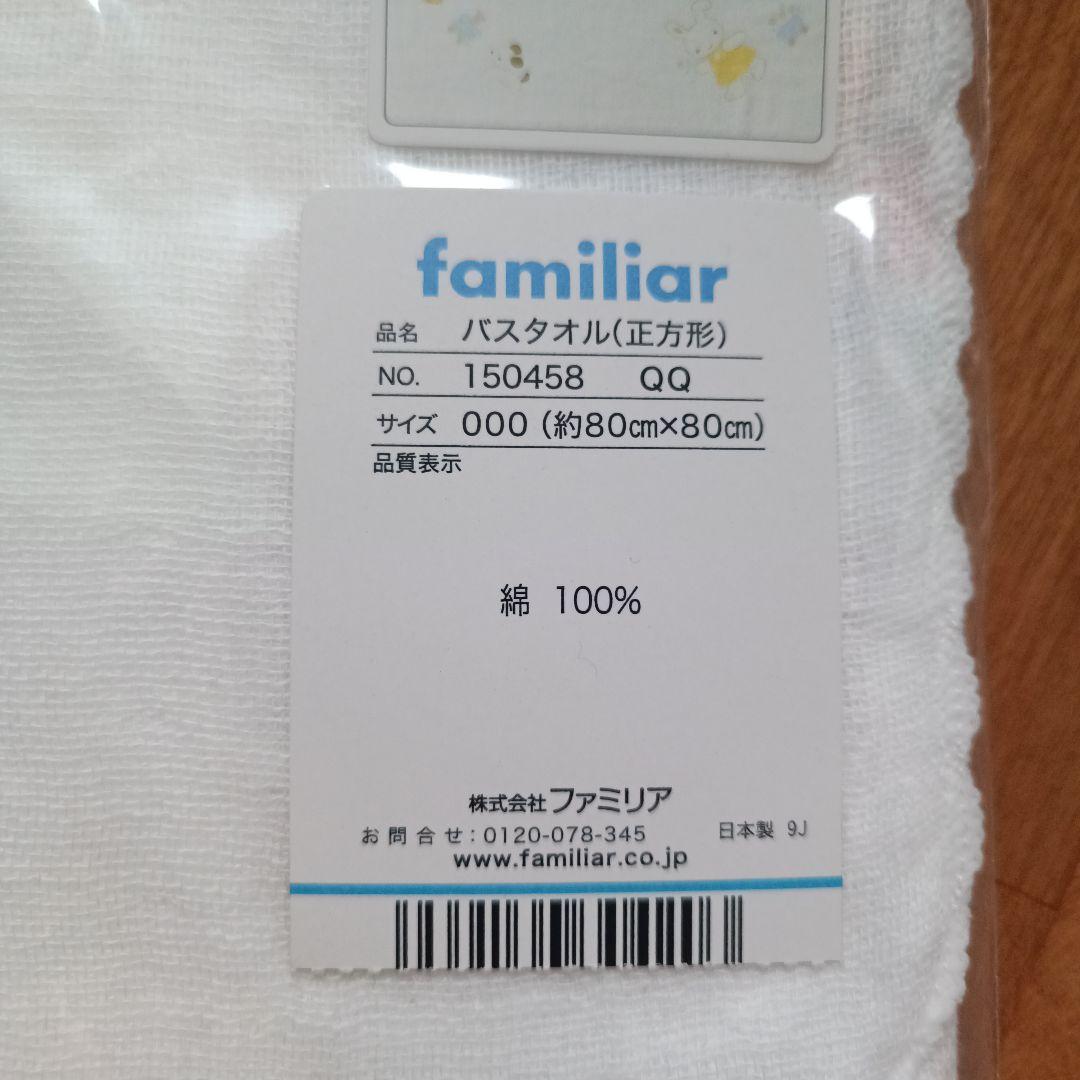 familiar
品名 バスタオル(正方形)
NO. 150458 QQ
サイズ 000 (約80㎝×80㎝)
品質表示
綿 100%
株式会社ファミリア
お問合せ:0120-078-345 日本製 9J
www.familiar.co.jp